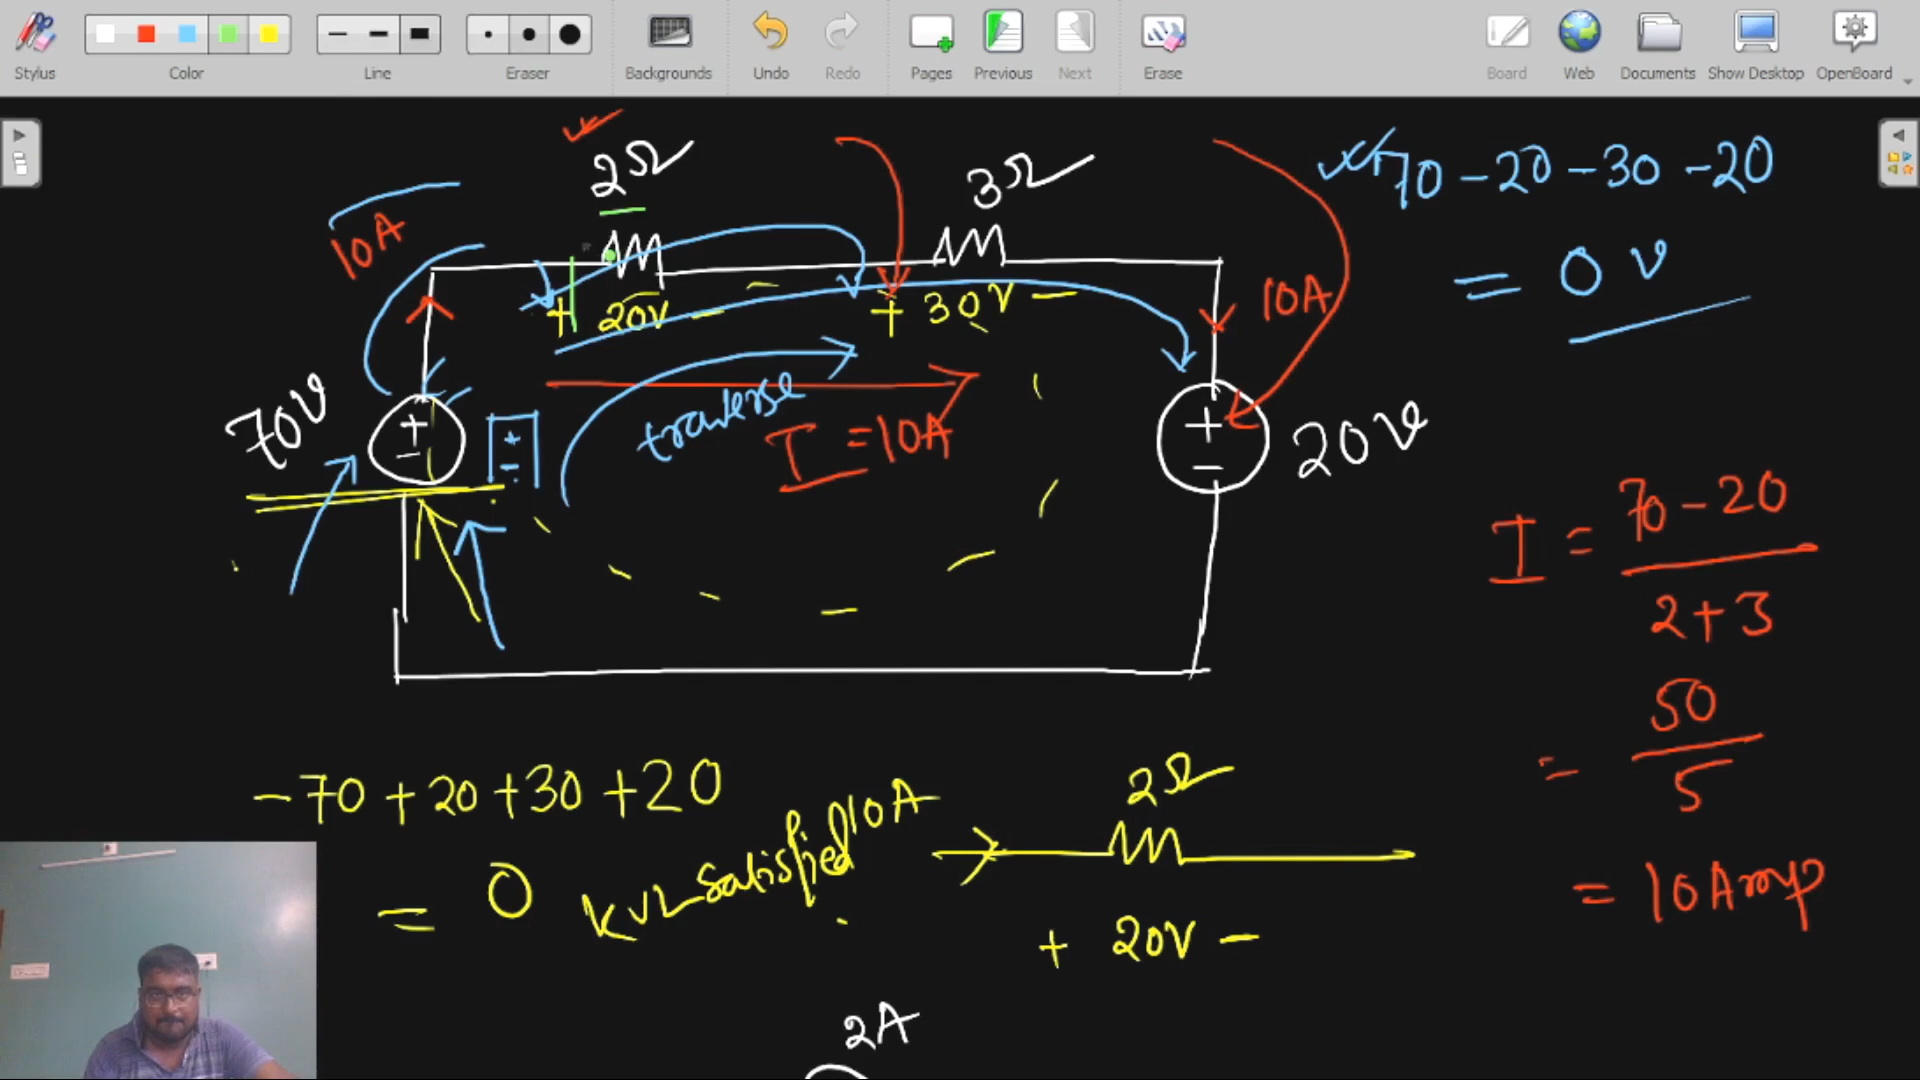 Stylus
Color
Line
Eraser
Backgrounds
Undo
Redo
Pages
Previous
Next
Erase
Board
Web
Documents
Show Desktop
OpenBoard
2Ω
3Ω
+70 -20 -30 -20
= 0 v
10A
+ 20v -
+ 30V -
10A
70v
+
-
+
-
traverse
I = 10A
+
-
20v
I = 70 - 20
2+3
= 50
5
= 10Amp
-70 +20 +30 +20
= 0 KVL satisfied
10A
2Ω
+ 20V -
2A